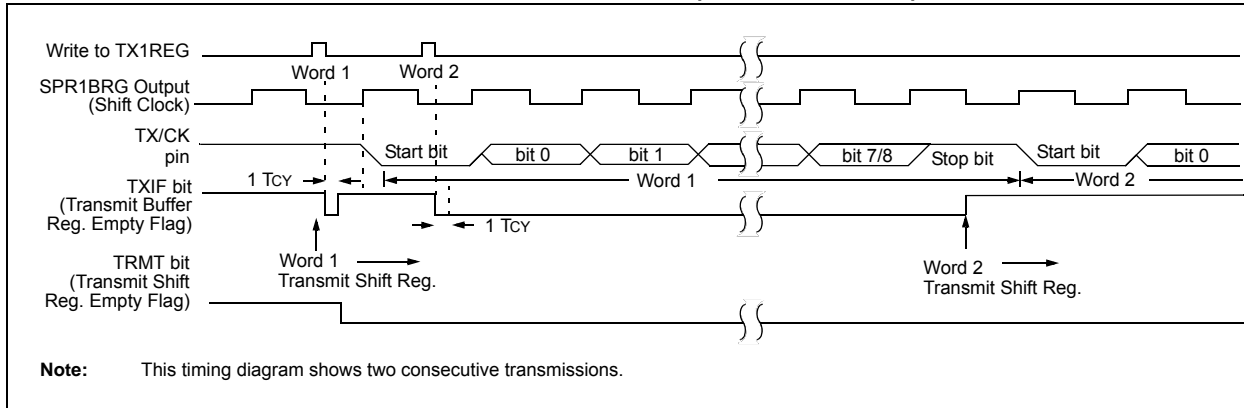 Write to TX1REG
Word 1
Word 2
SPR1BRG Output
(Shift Clock)
TX/CK
pin
Start bit
bit 0
bit 1
bit 7/8
Stop bit
Start bit
bit 0
1 TCY
Word 1
Word 2
TXIF bit
(Transmit Buffer
Reg. Empty Flag)
1 TCY
Word 1
Transmit Shift Reg.
Word 2
Transmit Shift Reg.
TRMT bit
(Transmit Shift
Reg. Empty Flag)
Note: This timing diagram shows two consecutive transmissions.